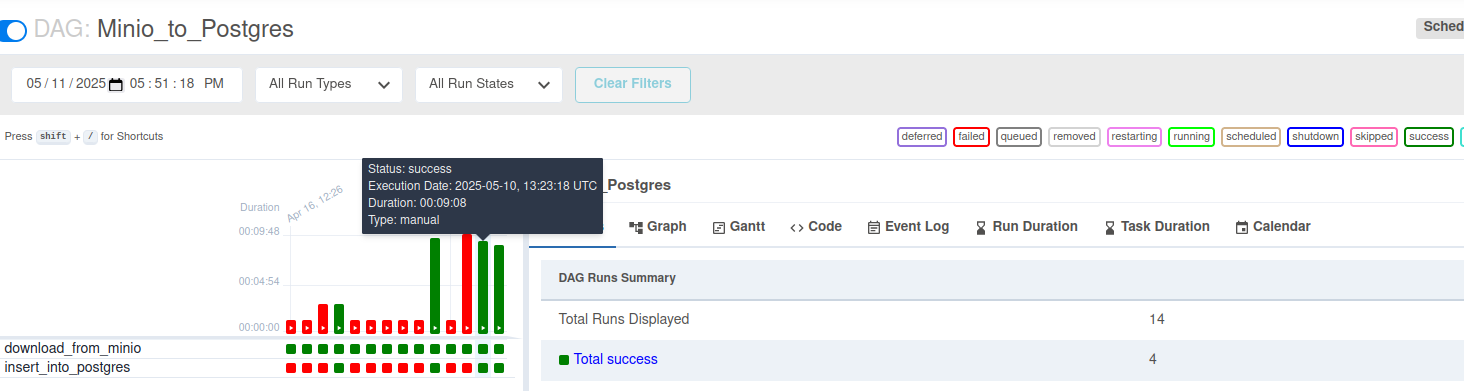 DAG: Minio_to_Postgres
Sched
05/11/2025 05:51:18 PM
All Run Types
All Run States
Clear Filters
Press shift + / for Shortcuts
deferred failed queued removed restarting running scheduled shutdown skipped success
Status: success
Execution Date: 2025-05-10, 13:23:18 UTC
Duration: 00:09:08
Type: manual
_Postgres
Apr 16, 12:26
Duration
00:09:48
00:04:54
00:00:00
download_from_minio
insert_into_postgres
Graph
Gantt
<> Code
Event Log
Run Duration
Task Duration
Calendar
DAG Runs Summary
Total Runs Displayed 14
Total success 4